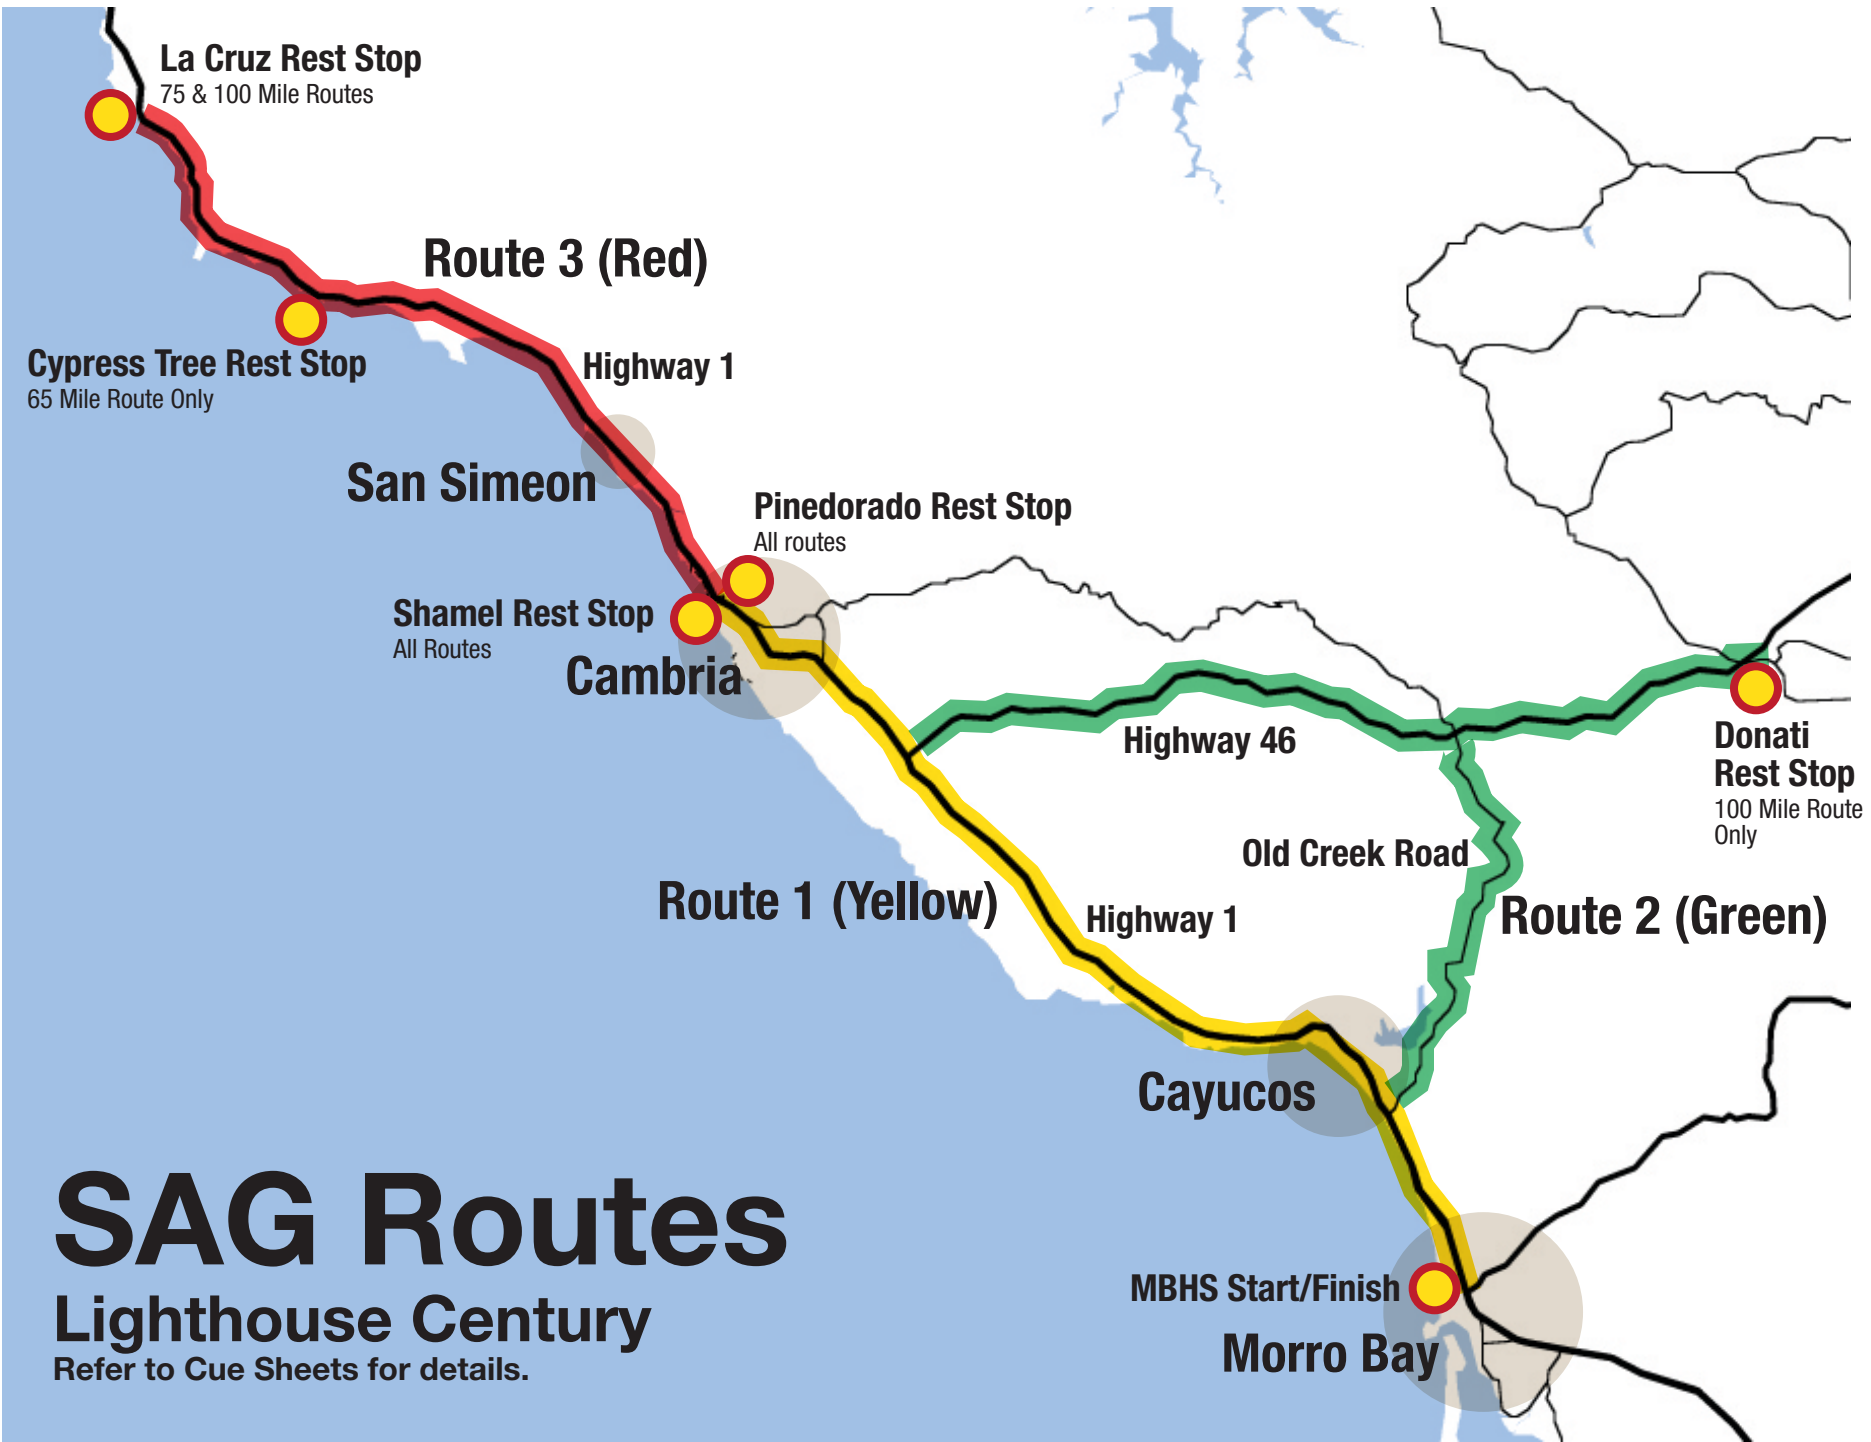 La Cruz Rest Stop
75 & 100 Mile Routes
Route 3 (Red)
Cypress Tree Rest Stop
65 Mile Route Only
Highway 1
San Simeon
Pinedorado Rest Stop
All routes
Shamel Rest Stop
All Routes
Cambria
Highway 46
Donati
Rest Stop
100 Mile Route
Only
Old Creek Road
Route 1 (Yellow)
Highway 1
Route 2 (Green)
Cayucos
SAG Routes
Lighthouse Century
Refer to Cue Sheets for details.
MBHS Start/Finish
Morro Bay